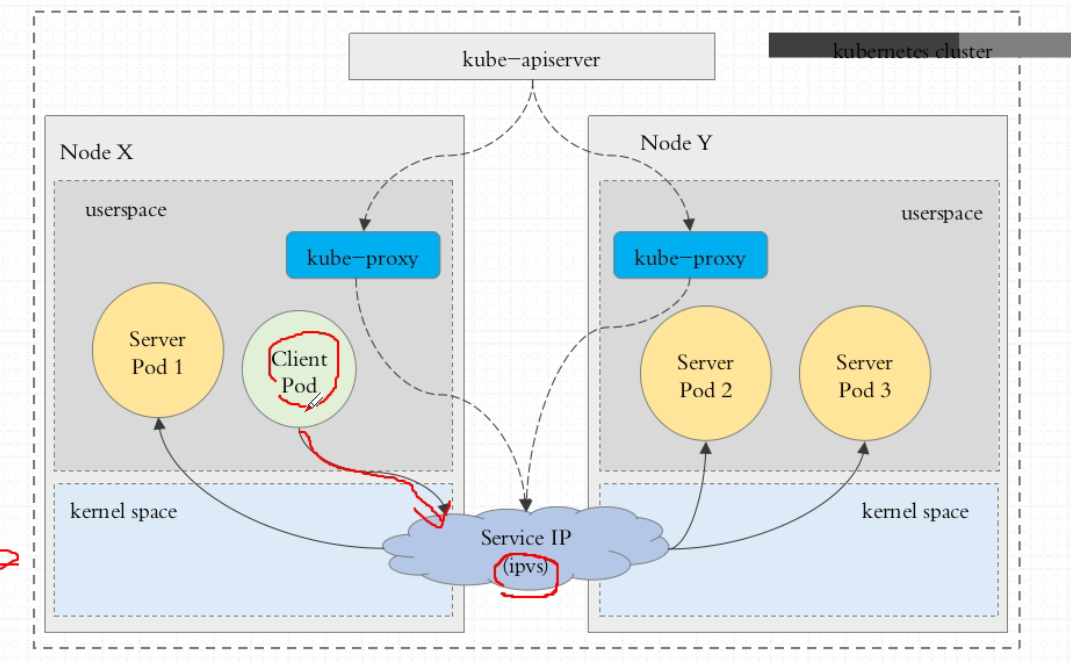 kube-apiserver
kubernetes cluster
Node X
Node Y
userspace
userspace
kube-proxy
kube-proxy
Server
Pod 1
Client
Pod
Server
Pod 2
Server
Pod 3
kernel space
kernel space
Service IP
(ipvs)